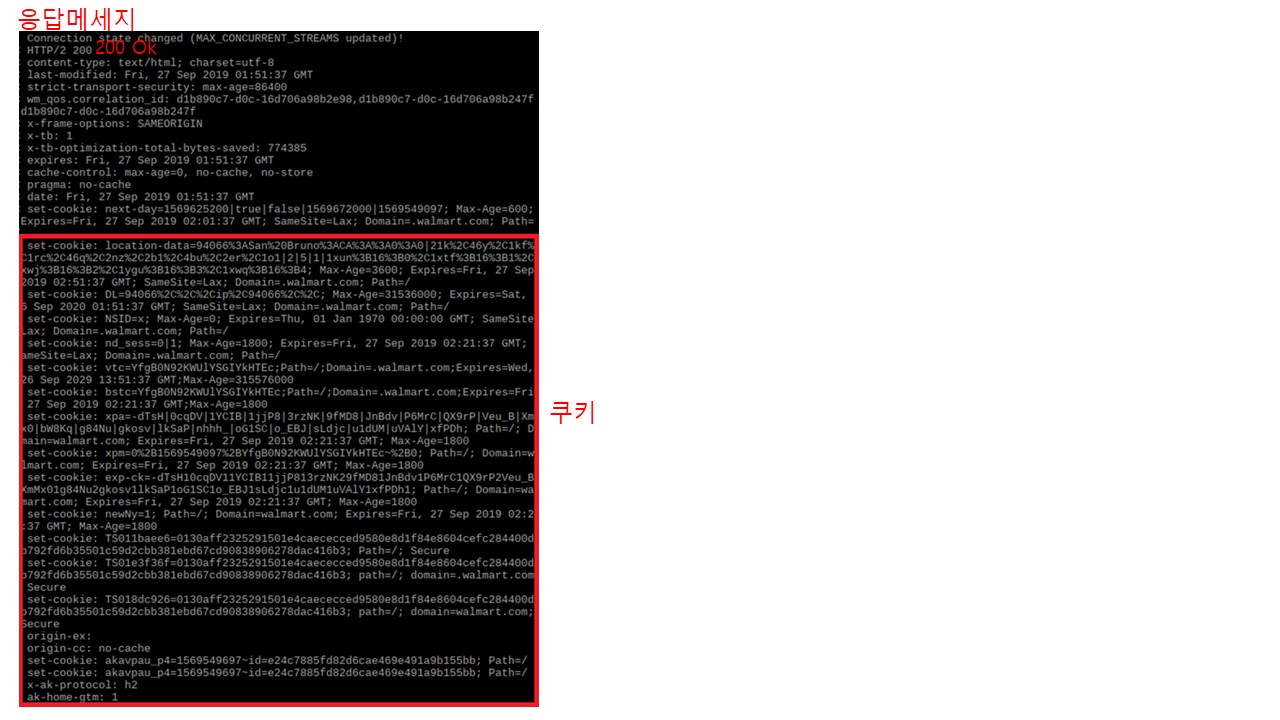 응답메세지
Connection state changed (MAX_CONCURRENT_STREAMS updated)!
HTTP/2 200
200 Ok
content-type: text/html; charset=utf-8
last-modified: Fri, 27 Sep 2019 01:51:37 GMT
strict-transport-security: max-age=86400
wm_qos.correlation_id: d1b890c7-d0c-16d706a98b2e98,d1b890c7-d0c-16d706a98b247f
d1b890c7-d0c-16d706a98b247f
x-frame-options: SAMEORIGIN
x-tb: 1
x-tb-optimization-total-bytes-saved: 774385
expires: Fri, 27 Sep 2019 01:51:37 GMT
cache-control: max-age=0, no-cache, no-store
pragma: no-cache
date: Fri, 27 Sep 2019 01:51:37 GMT
set-cookie: next-day=1569625200|true|false|1569672000|1569549097; Max-Age=600;
Expires=Fri, 27 Sep 2019 02:01:37 GMT; SameSite=Lax; Domain=.walmart.com; Path=
set-cookie: location-data=94066%3ASan%20Bruno%3ACA%3A%3A0%3A0|21k%2C46y%2C1kf%
C1rc%2C46q%2C2nz%2C2b1%2C4bu%2C2er%2C1o1|2|5|1|1xun%3B16%3B0%2C1xtf%3B16%3B1%2C
xwj%3B16%3B2%2C1ygu%3B16%3B3%2C1xwq%3B16%3B4; Max-Age=3600; Expires=Fri, 27 Sep
2019 02:51:37 GMT; SameSite=Lax; Domain=.walmart.com; Path=/
set-cookie: DL=94066%2C%2C%2Cip%2C94066%2C%2C; Max-Age=31536000; Expires=Sat,
6 Sep 2020 01:51:37 GMT; SameSite=Lax; Domain=.walmart.com; Path=/
set-cookie: NSID=x; Max-Age=0; Expires=Thu, 01 Jan 1970 00:00:00 GMT; SameSite
Lax; Domain=.walmart.com; Path=/
set-cookie: nd_sess=0|1; Max-Age=1800; Expires=Fri, 27 Sep 2019 02:21:37 GMT;
ameSite=Lax; Domain=.walmart.com; Path=/
set-cookie: vtc=YfgB0N92KWUlYSGIYkHTEc;Path=/;Domain=.walmart.com;Expires=Wed,
26 Sep 2029 13:51:37 GMT;Max-Age=315576000
set-cookie: bstc=YfgB0N92KWUlYSGIYkHTEc;Path=/;Domain=.walmart.com;Expires=Fri
27 Sep 2019 02:21:37 GMT;Max-Age=1800
쿠키
set-cookie: xpa=-dTsH|0cqDV|1YCIB|1jjP8|3rzNK|9fMD8|JnBdv|P6MrC|QX9rP|Veu_B|Xm
x0|bW8Kq|g84Nu|gkosv|lkSaP|nhhh_|oG1SC|o_EBJ|sLdjc|u1dUM|uVAlY|xfPDh; Path=/; D
main=walmart.com; Expires=Fri, 27 Sep 2019 02:21:37 GMT; Max-Age=1800
set-cookie: xpm=0%2B1569549097%2BYfgB0N92KWUlYSGIYkHTEc~%2B0; Path=/; Domain=w
lmart.com; Expires=Fri, 27 Sep 2019 02:21:37 GMT; Max-Age=1800
set-cookie: exp-ck=-dTsH10cqDV11YCIB11jjP813rzNK29fMD81JnBdv1P6MrC1QX9rP2Veu_B
XmMx01g84Nu2gkosv1lkSaP1oG1SC1o_EBJ1sLdjc1u1dUM1uVAlY1xfPDh1; Path=/; Domain=wa
mart.com; Expires=Fri, 27 Sep 2019 02:21:37 GMT; Max-Age=1800
set-cookie: newNy=1; Path=/; Domain=walmart.com; Expires=Fri, 27 Sep 2019 02:2
:37 GMT; Max-Age=1800
set-cookie: TS011baee6=0130aff2325291501e4caececced9580e8d1f84e8604cefc284400d
b792fd6b35501c59d2cbb381ebd67cd90838906278dac416b3; Path=/; Secure
set-cookie: TS01e3f36f=0130aff2325291501e4caececced9580e8d1f84e8604cefc284400d
b792fd6b35501c59d2cbb381ebd67cd90838906278dac416b3; path=/; domain=.walmart.com
Secure
set-cookie: TS018dc926=0130aff2325291501e4caececced9580e8d1f84e8604cefc284400d
b792fd6b35501c59d2cbb381ebd67cd90838906278dac416b3; path=/; domain=walmart.com;
Secure
origin-ex:
origin-cc: no-cache
set-cookie: akavpau_p4=1569549697~id=e24c7885fd82d6cae469e491a9b155bb; Path=/
set-cookie: akavpau_p4=1569549697~id=e24c7885fd82d6cae469e491a9b155bb; Path=/
x-ak-protocol: h2
ak-home-gtm: 1